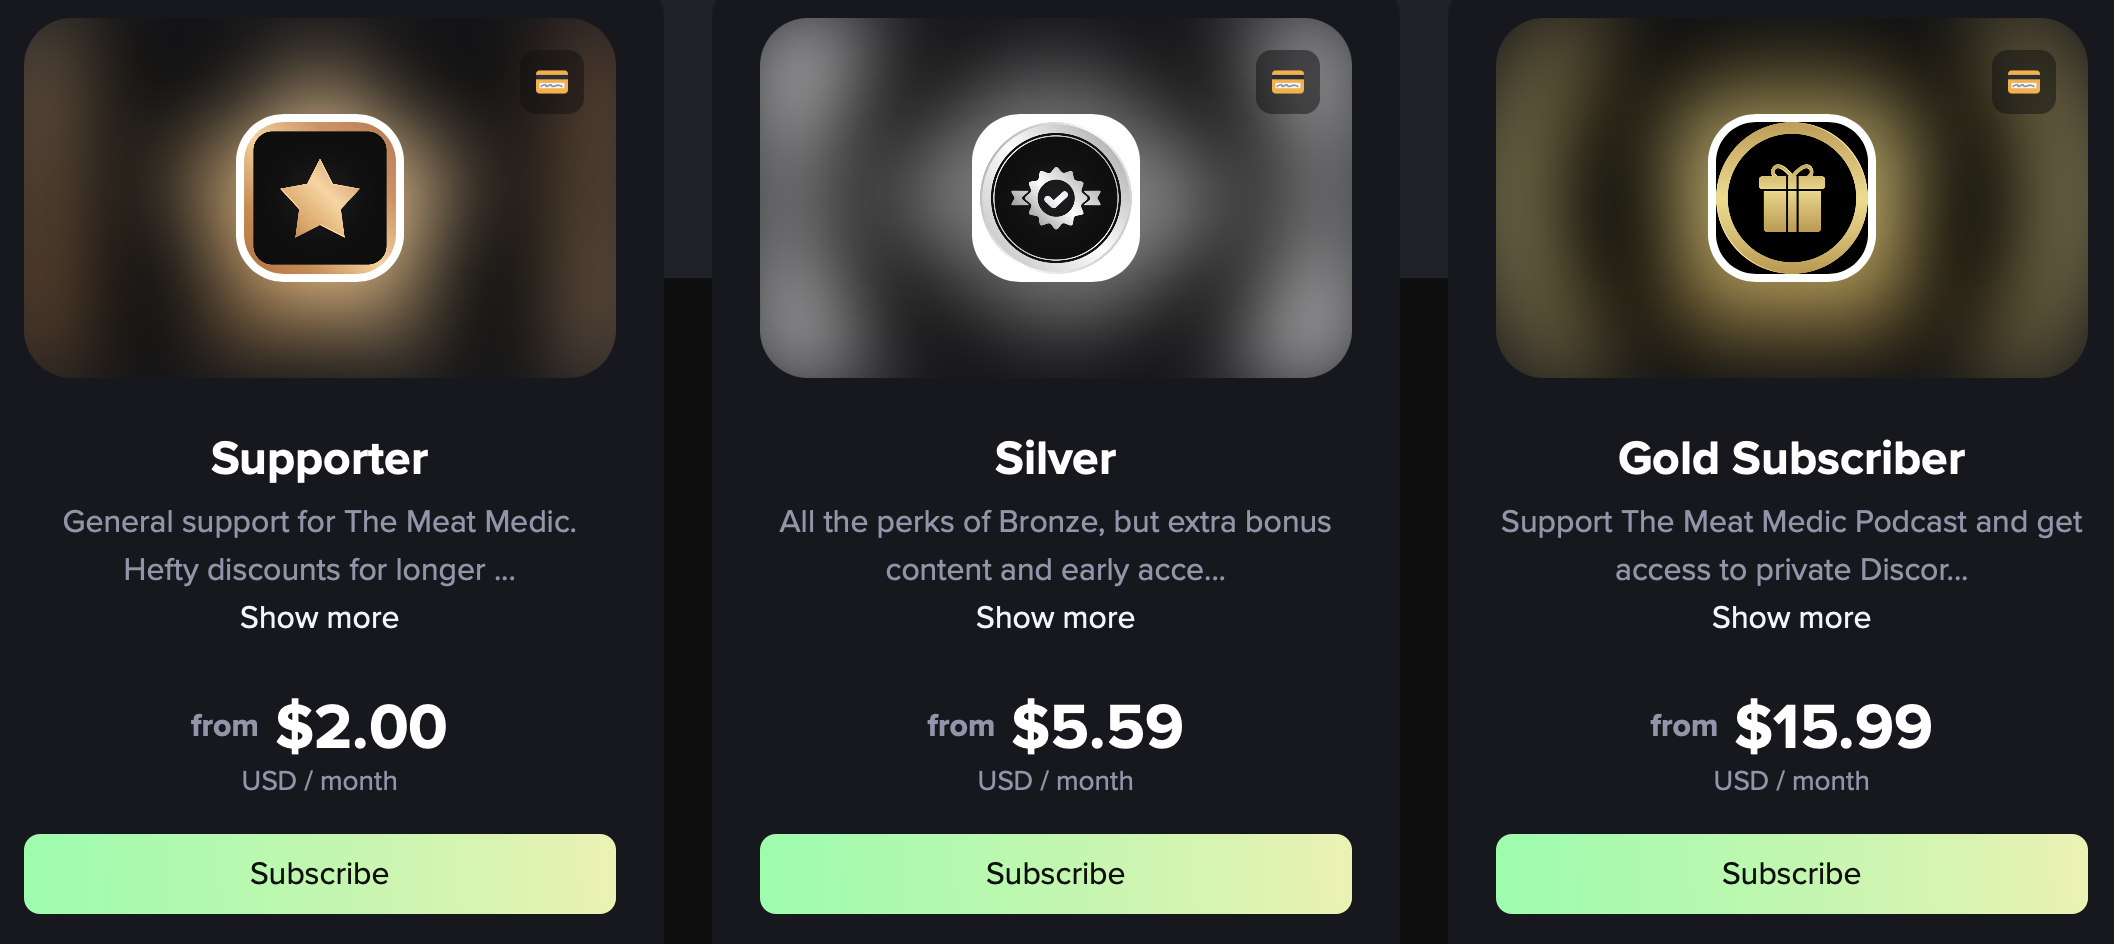 Supporter
General support for The Meat Medic.
Hefty discounts for longer ...
Show more
from $2.00
USD / month
Subscribe
Silver
All the perks of Bronze, but extra bonus
content and early acce...
Show more
from $5.59
USD / month
Subscribe
Gold Subscriber
Support The Meat Medic Podcast and get
access to private Discor...
Show more
from $15.99
USD / month
Subscribe